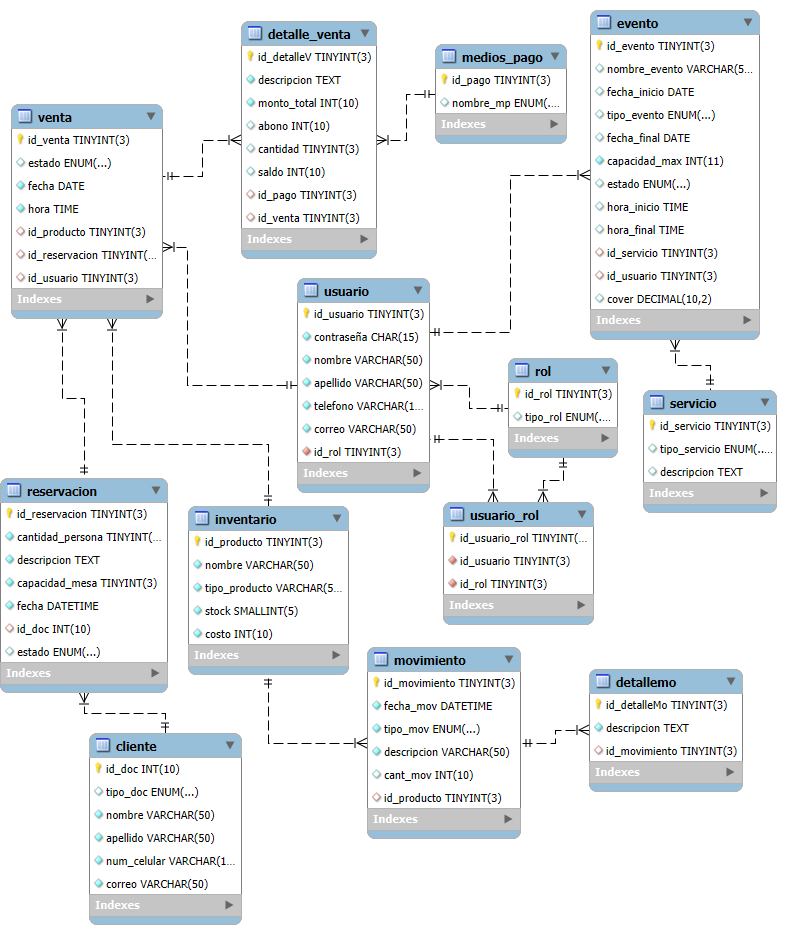 detalle_venta
id_detalleV TINYINT(3)
descripcion TEXT
monto_total INT(10)
abono INT(10)
cantidad TINYINT(3)
saldo INT(10)
id_pago TINYINT(3)
id_venta TINYINT(3)
Indexes
medios_pago
id_pago TINYINT(3)
nombre_mp ENUM(....
Indexes
evento
id_evento TINYINT(3)
nombre_evento VARCHAR(5...
fecha_inicio DATE
tipo_evento ENUM(...)
fecha_final DATE
capacidad_max INT(11)
estado ENUM(...)
hora_inicio TIME
hora_final TIME
id_servicio TINYINT(3)
id_usuario TINYINT(3)
cover DECIMAL(10,2)
Indexes
venta
id_venta TINYINT(3)
estado ENUM(...)
fecha DATE
hora TIME
id_producto TINYINT(3)
id_reservacion TINYINT(...
id_usuario TINYINT(3)
Indexes
usuario
id_usuario TINYINT(3)
contraseña CHAR(15)
nombre VARCHAR(50)
apellido VARCHAR(50)
telefono VARCHAR(1...
correo VARCHAR(50)
id_rol TINYINT(3)
Indexes
rol
id_rol TINYINT(3)
tipo_rol ENUM(....
Indexes
servicio
id_servicio TINYINT(3)
tipo_servicio ENUM(....
descripcion TEXT
Indexes
reservacion
id_reservacion TINYINT(3)
cantidad_persona TINYINT(...
descripcion TEXT
capacidad_mesa TINYINT(3)
fecha DATETIME
id_doc INT(10)
estado ENUM(...)
Indexes
inventario
id_producto TINYINT(3)
nombre VARCHAR(50)
tipo_producto VARCHAR(5...
stock SMALLINT(5)
costo INT(10)
Indexes
usuario_rol
id_usuario_rol TINYINT(...
id_usuario TINYINT(3)
id_rol TINYINT(3)
Indexes
movimiento
id_movimiento TINYINT(3)
fecha_mov DATETIME
tipo_mov ENUM(...)
descripcion VARCHAR(50)
cant_mov INT(10)
id_producto TINYINT(3)
Indexes
detallemo
id_detalleMo TINYINT(3)
descripcion TEXT
id_movimiento TINYINT(3)
Indexes
cliente
id_doc INT(10)
tipo_doc ENUM(...)
nombre VARCHAR(50)
apellido VARCHAR(50)
num_celular VARCHAR(1...
correo VARCHAR(50)
Indexes